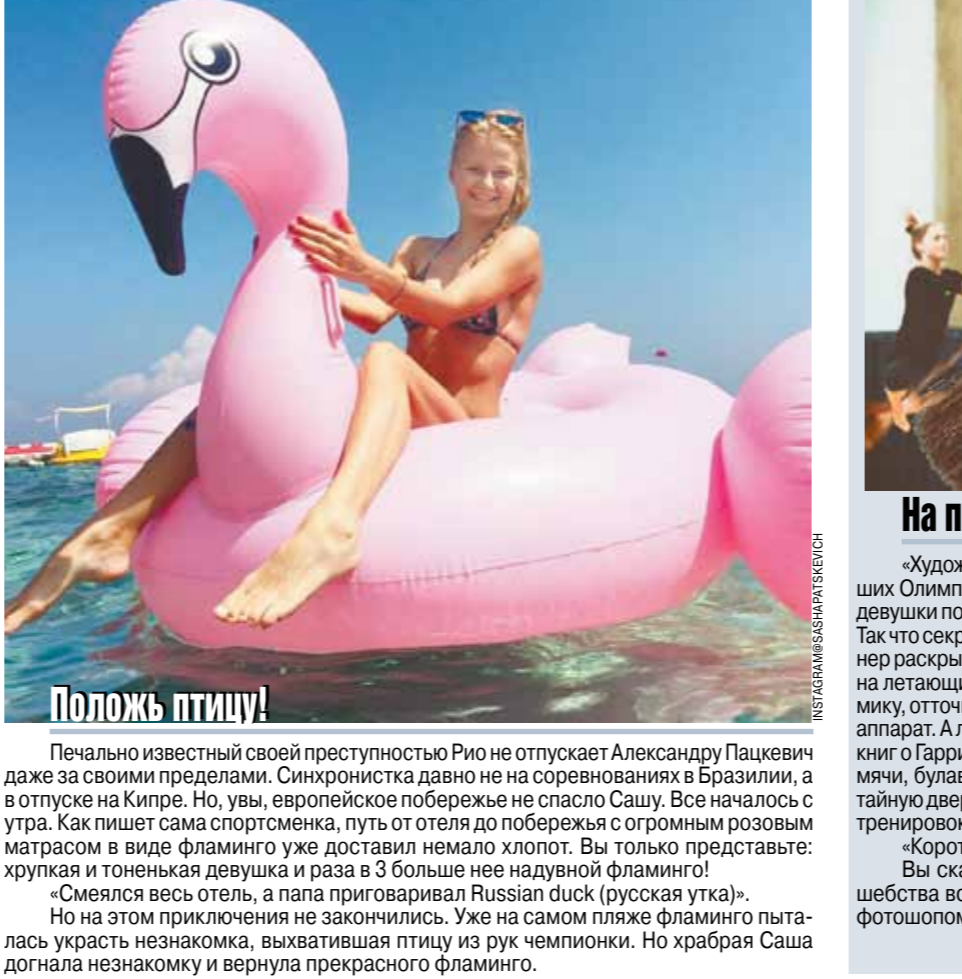 INSTAGRAM@SASHAPATSKEVICH
Положь птицу!
Печально известный своей преступностью Рио не отпускает Александру Пацкевич
даже за своими пределами. Синхронистка давно не на соревнованиях в Бразилии, а
в отпуске на Кипре. Но, увы, европейское побережье не спасло Сашу. Все началось с
утра. Как пишет сама спортсменка, путь от отеля до побережья с огромным розовым
матрасом в виде фламинго уже доставил немало хлопот. Вы только представьте:
хрупкая и тоненькая девушка и раза в 3 больше нее надувной фламинго!
«Смеялся весь отель, а папа приговаривал Russian duck (русская утка)».
Но на этом приключения не закончились. Уже на самом пляже фламинго пыта-
лась украсть незнакомка, выхватившая птицу из рук чемпионки. Но храбрая Саша
догнала незнакомку и вернула прекрасного фламинго.
На п
«Худож
ших Олимп
девушки по
Так что секр
нер раскры
на летающи
мику, отточ
аппарат. А л
книг о Гарри
мячи, булав
тайную двер
тренировок
«Корот
Вы ска
шебства во
фотошопом